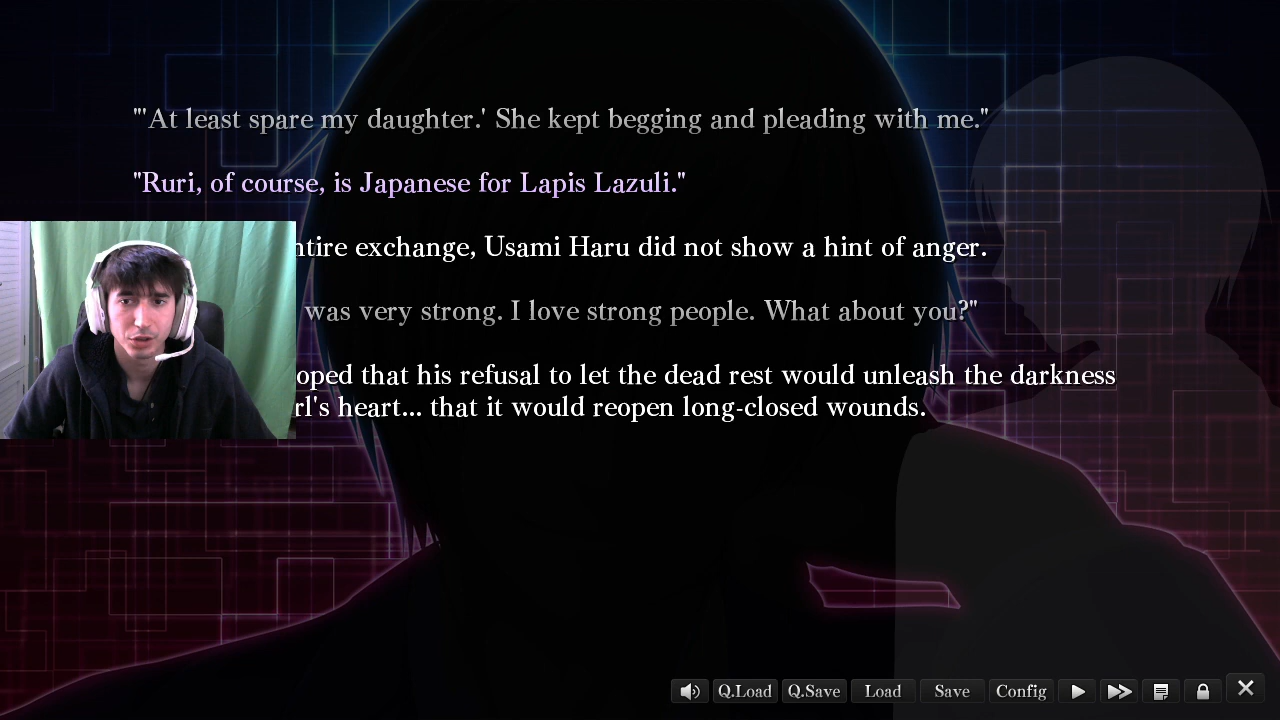 "'At least spare my daughter.' She kept begging and pleading with me."
"Ruri, of course, is Japanese for Lapis Lazuli."
exchange, Usami Haru did not show a hint of anger.
was very strong. I love strong people. What about you?"
that his refusal to let the dead rest would unleash the darkness
heart... that it would reopen long-closed wounds.
Q.Load Q.Save Load Save Config